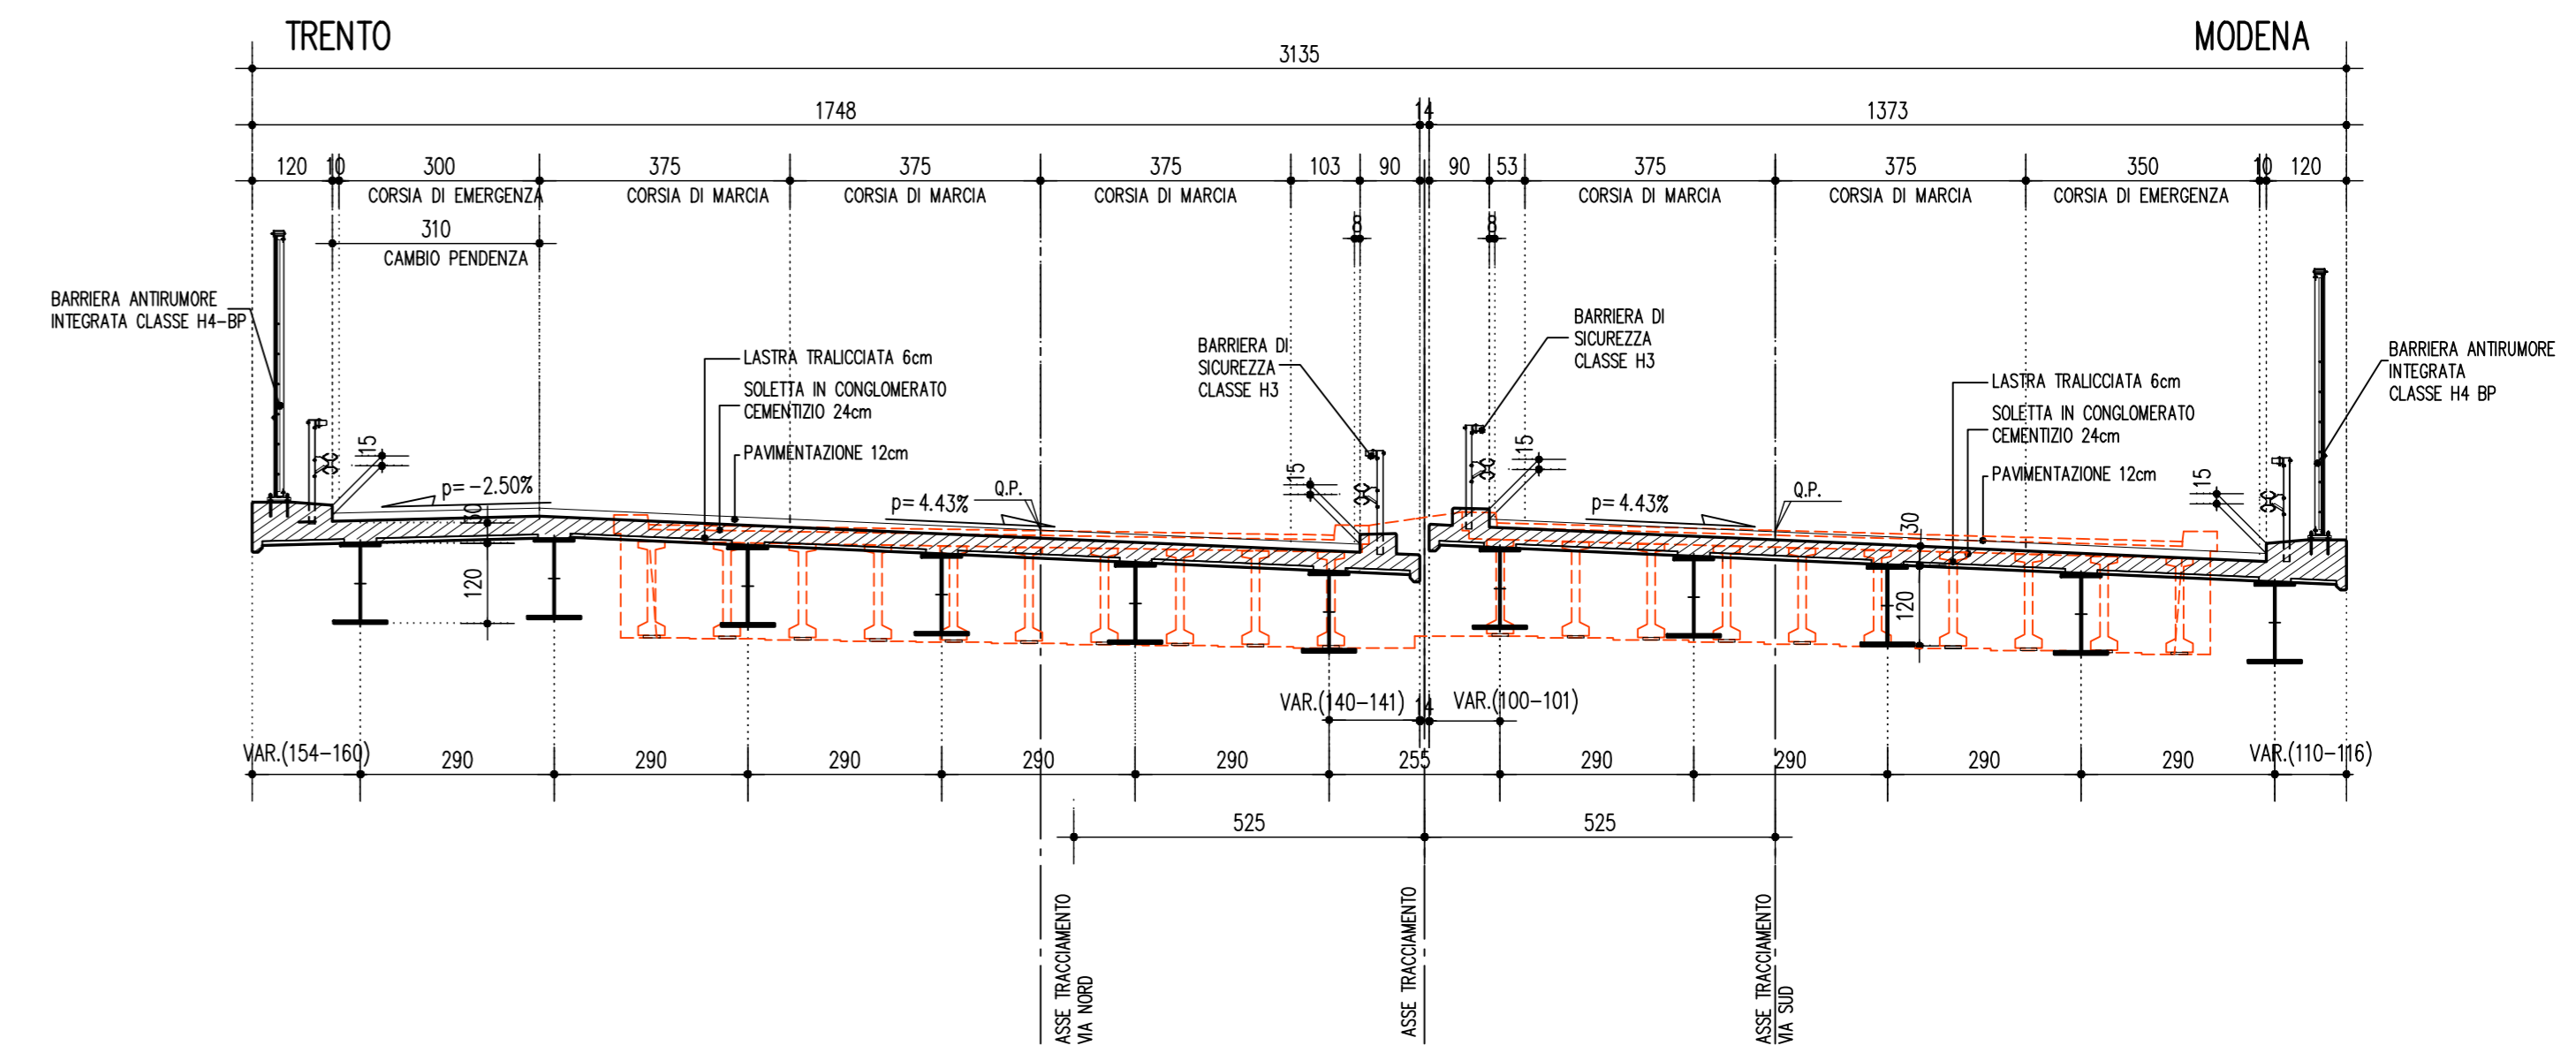 TRENTO
MODENA
3135
1748
14
1373
120
10
300
375
375
375
103
90
90
53
375
375
350
10
120
CORSIA DI EMERGENZA
CORSIA DI MARCIA
CORSIA DI MARCIA
CORSIA DI MARCIA
CORSIA DI MARCIA
CORSIA DI MARCIA
CORSIA DI EMERGENZA
310
CAMBIO PENDENZA
8
8
BARRIERA ANTIRUMORE
INTEGRATA CLASSE H4-BP
LASTRA TRALICCIATA 6cm
SOLETTA IN CONGLOMERATO
CEMENTIZIO 24cm
PAVIMENTAZIONE 12cm
BARRIERA DI
SICUREZZA
CLASSE H3
BARRIERA DI
SICUREZZA
CLASSE H3
LASTRA TRALICCIATA 6cm
SOLETTA IN CONGLOMERATO
CEMENTIZIO 24cm
PAVIMENTAZIONE 12cm
BARRIERA ANTIRUMORE
INTEGRATA
CLASSE H4 BP
15
15
15
15
p= -2.50%
p= 4.43%
Q.P.
p= 4.43%
Q.P.
30
120
30
120
VAR.(140-141)
14
VAR.(100-101)
VAR.(154-160)
290
290
290
290
290
255
290
290
290
290
VAR.(110-116)
525
525
ASSE TRACCIAMENTO
VIA NORD
ASSE TRACCIAMENTO
ASSE TRACCIAMENTO
VIA SUD